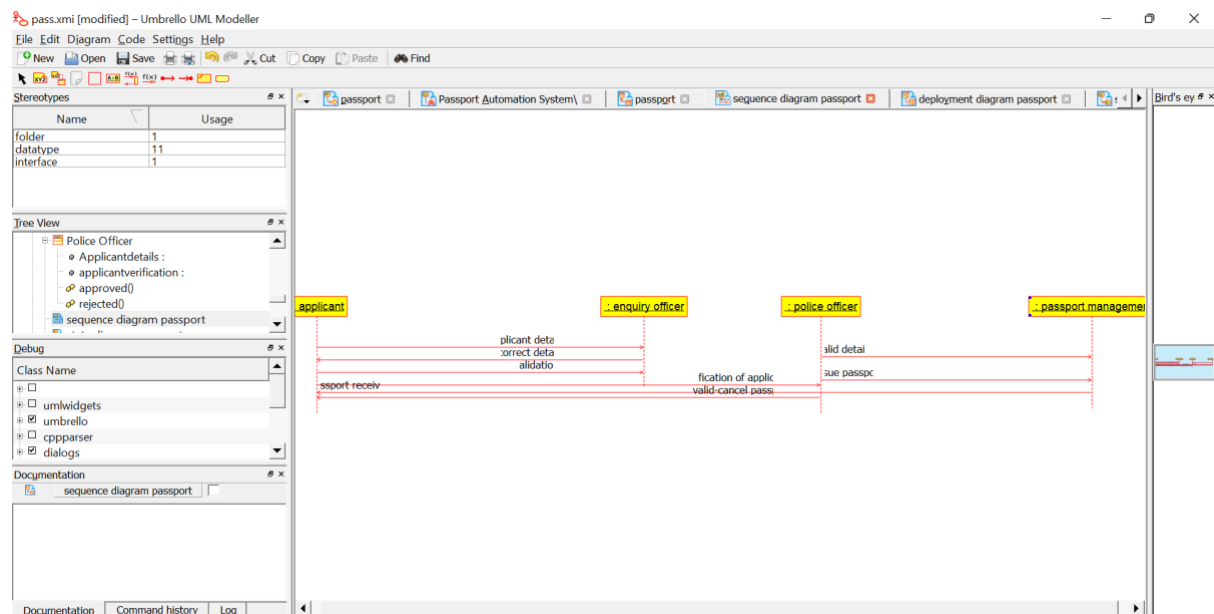 pass.xmi [modified] – Umbrello UML Modeller
File Edit Diagram Code Settings Help
New Open Save Cut Copy Paste Find
Stereotypes
Name Usage
folder 1
datatype 11
interface 1
Tree View
Police Officer
Applicantdetails :
applicantverification :
approved()
rejected()
sequence diagram passport
Debug
Class Name
umlwidgets
umbrello
cppparser
dialogs
Documentation
sequence diagram passport
Documentation Command history Log
passport Passport Automation System\ passport sequence diagram passport deployment diagram passport
Bird's ey
applicant : enquiry officer : police officer : passport managemei
plicant deta
:orrect deta
alidatio
alid detai
sue passpc
ssport receiv
fication of applic
valid-cancel pass